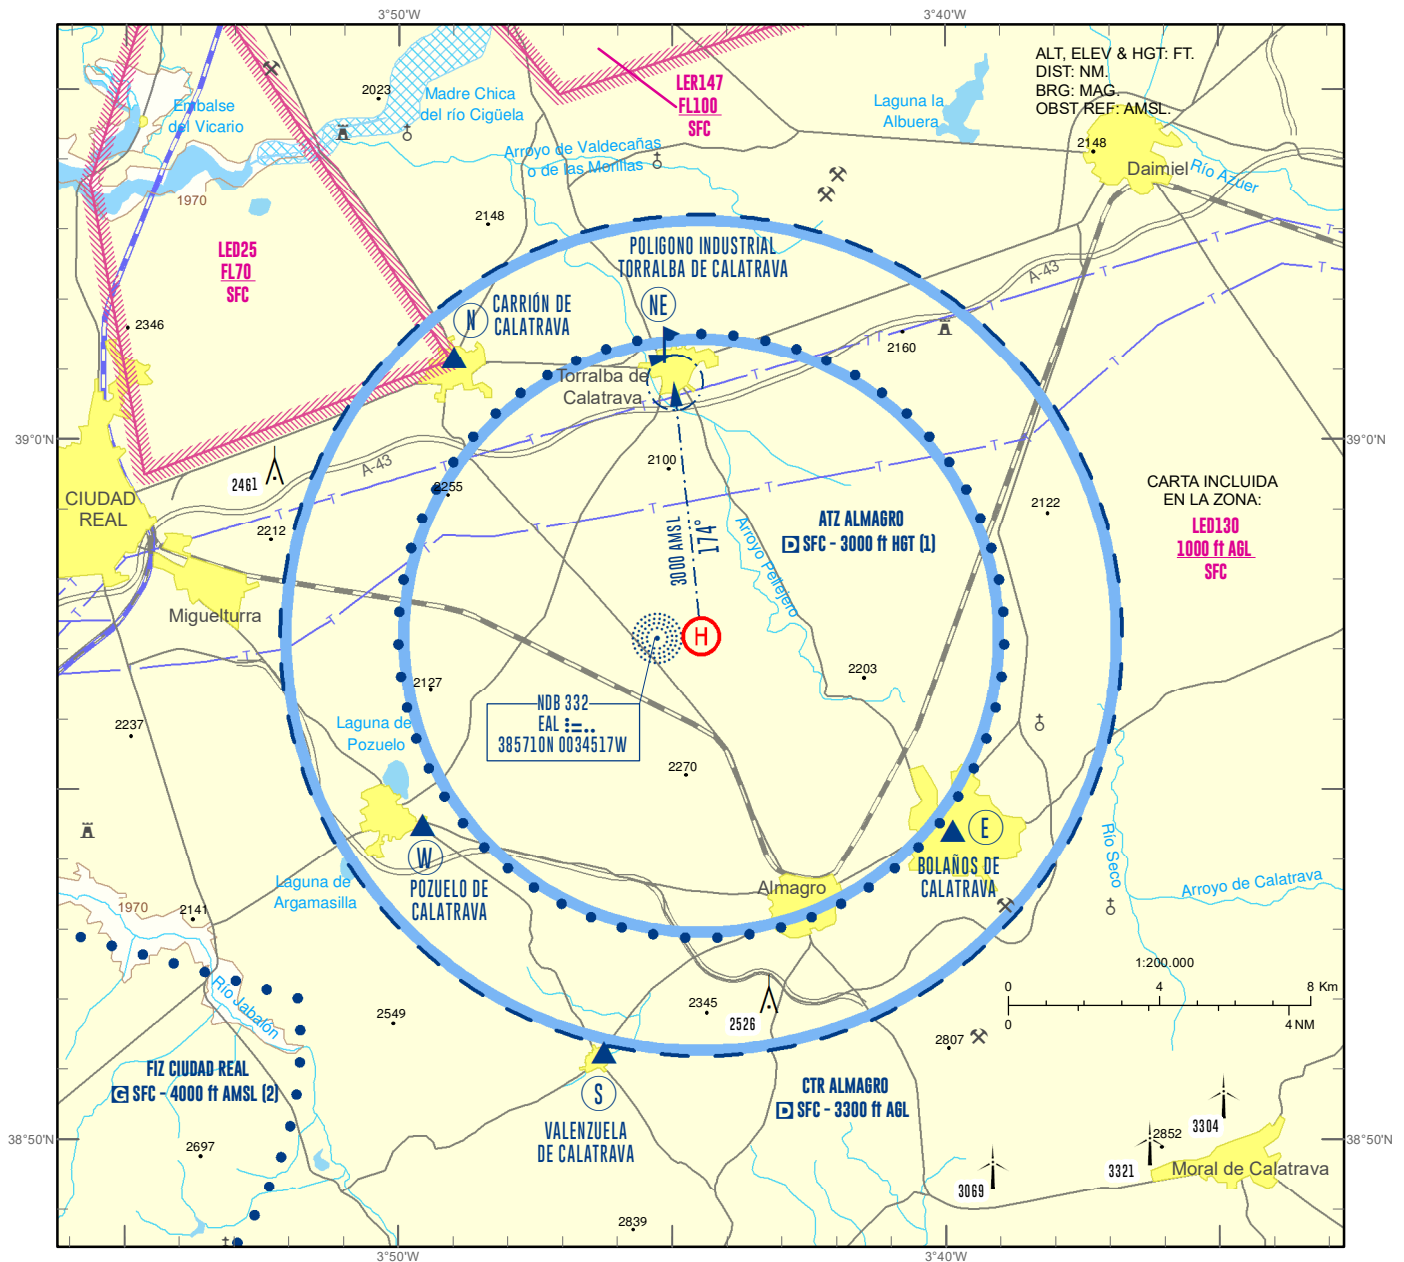 3°50'W
3°40'W
ALT, ELEV & HGT: FT.
DIST: NM.
BRG: MAG.
OBST REF: AMSL.
LER147
FL100
SFC
2023
Madre Chica
del río Cigüela
Embalse
del Vicario
Laguna la
Albuera
2148
Daimiel
Río Azuer
Arroyo de Valdecañas
o de las Morillas
1970
2148
LED25
FL70
SFC
POLIGONO INDUSTRIAL
TORRALBA DE CALATRAVA
NE
N
CARRIÓN DE
CALATRAVA
A-43
T
T
T
T
2346
2160
T
T
Torralba de
Calatrava
T
T
39°0'N
39°0'N
2100
A-43
T
T
T
2461
2255
CIUDAD
REAL
2212
T
T
T
T
CARTA INCLUIDA
EN LA ZONA:
LED130
1000 ft AGL
SFC
2122
ATZ ALMAGRO
D SFC - 3000 ft HGT (1)
3000 AMSL
174°
Arroyo Pellejero
Miguelturra
T
T
T
T
H
2203
2127
NDB 332
EAL
385710N 0034517W
Laguna de
Pozuelo
2237
2270
E
BOLAÑOS DE
CALATRAVA
W
POZUELO DE
CALATRAVA
Almagro
Laguna de
Argamasilla
Río Seco
Arroyo de Calatrava
1970
2141
Río Jabalón
1:200.000
0
4
8 Km
0
4 NM
2549
2345
2526
2807
FIZ CIUDAD REAL
G SFC - 4000 ft AMSL (2)
S
VALENZUELA
DE CALATRAVA
CTR ALMAGRO
D SFC - 3300 ft AGL
3304
2852
3321
3069
Moral de Calatrava
38°50'N
38°50'N
2697
2839
3°50'W
3°40'W